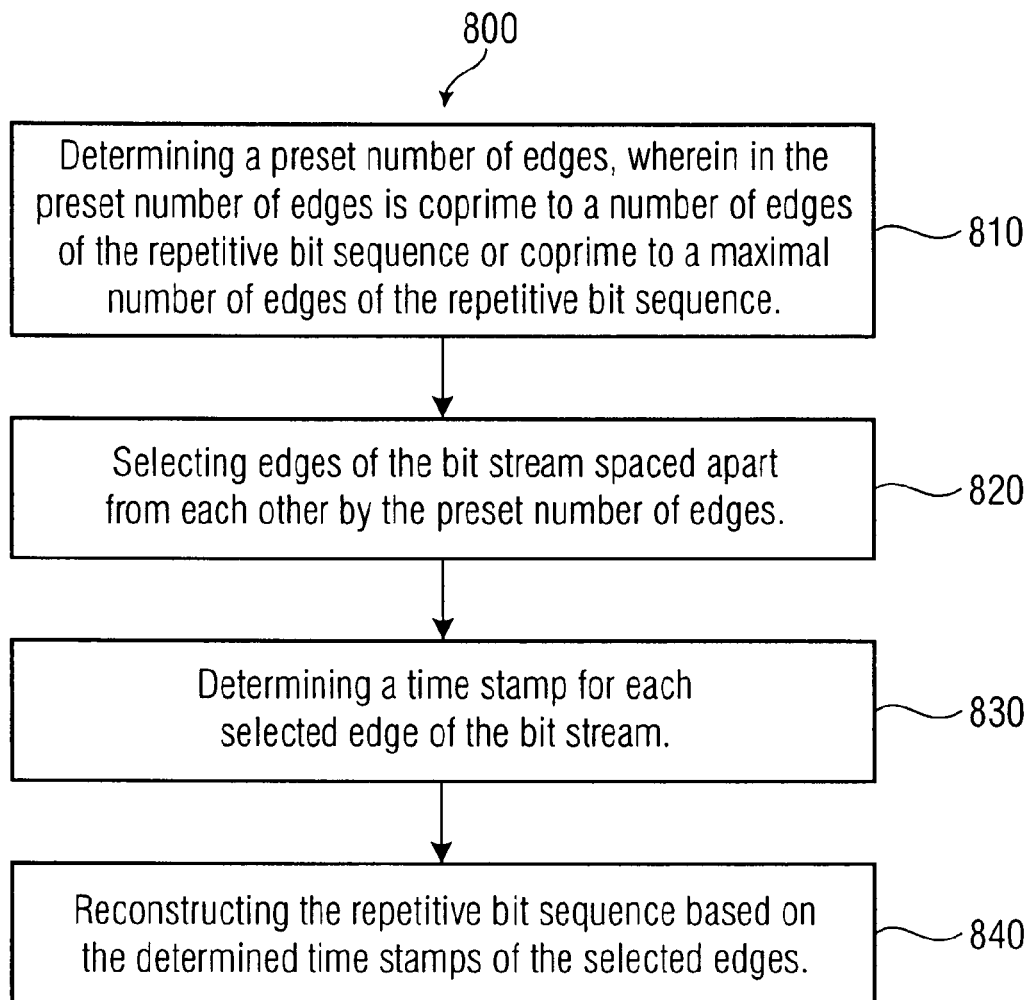 800
Determining a preset number of edges, wherein in the
preset number of edges is coprime to a number of edges
of the repetitive bit sequence or coprime to a maximal
number of edges of the repetitive bit sequence.
810
Selecting edges of the bit stream spaced apart
from each other by the preset number of edges.
820
Determining a time stamp for each
selected edge of the bit stream.
830
Reconstructing the repetitive bit sequence based on
the determined time stamps of the selected edges.
840